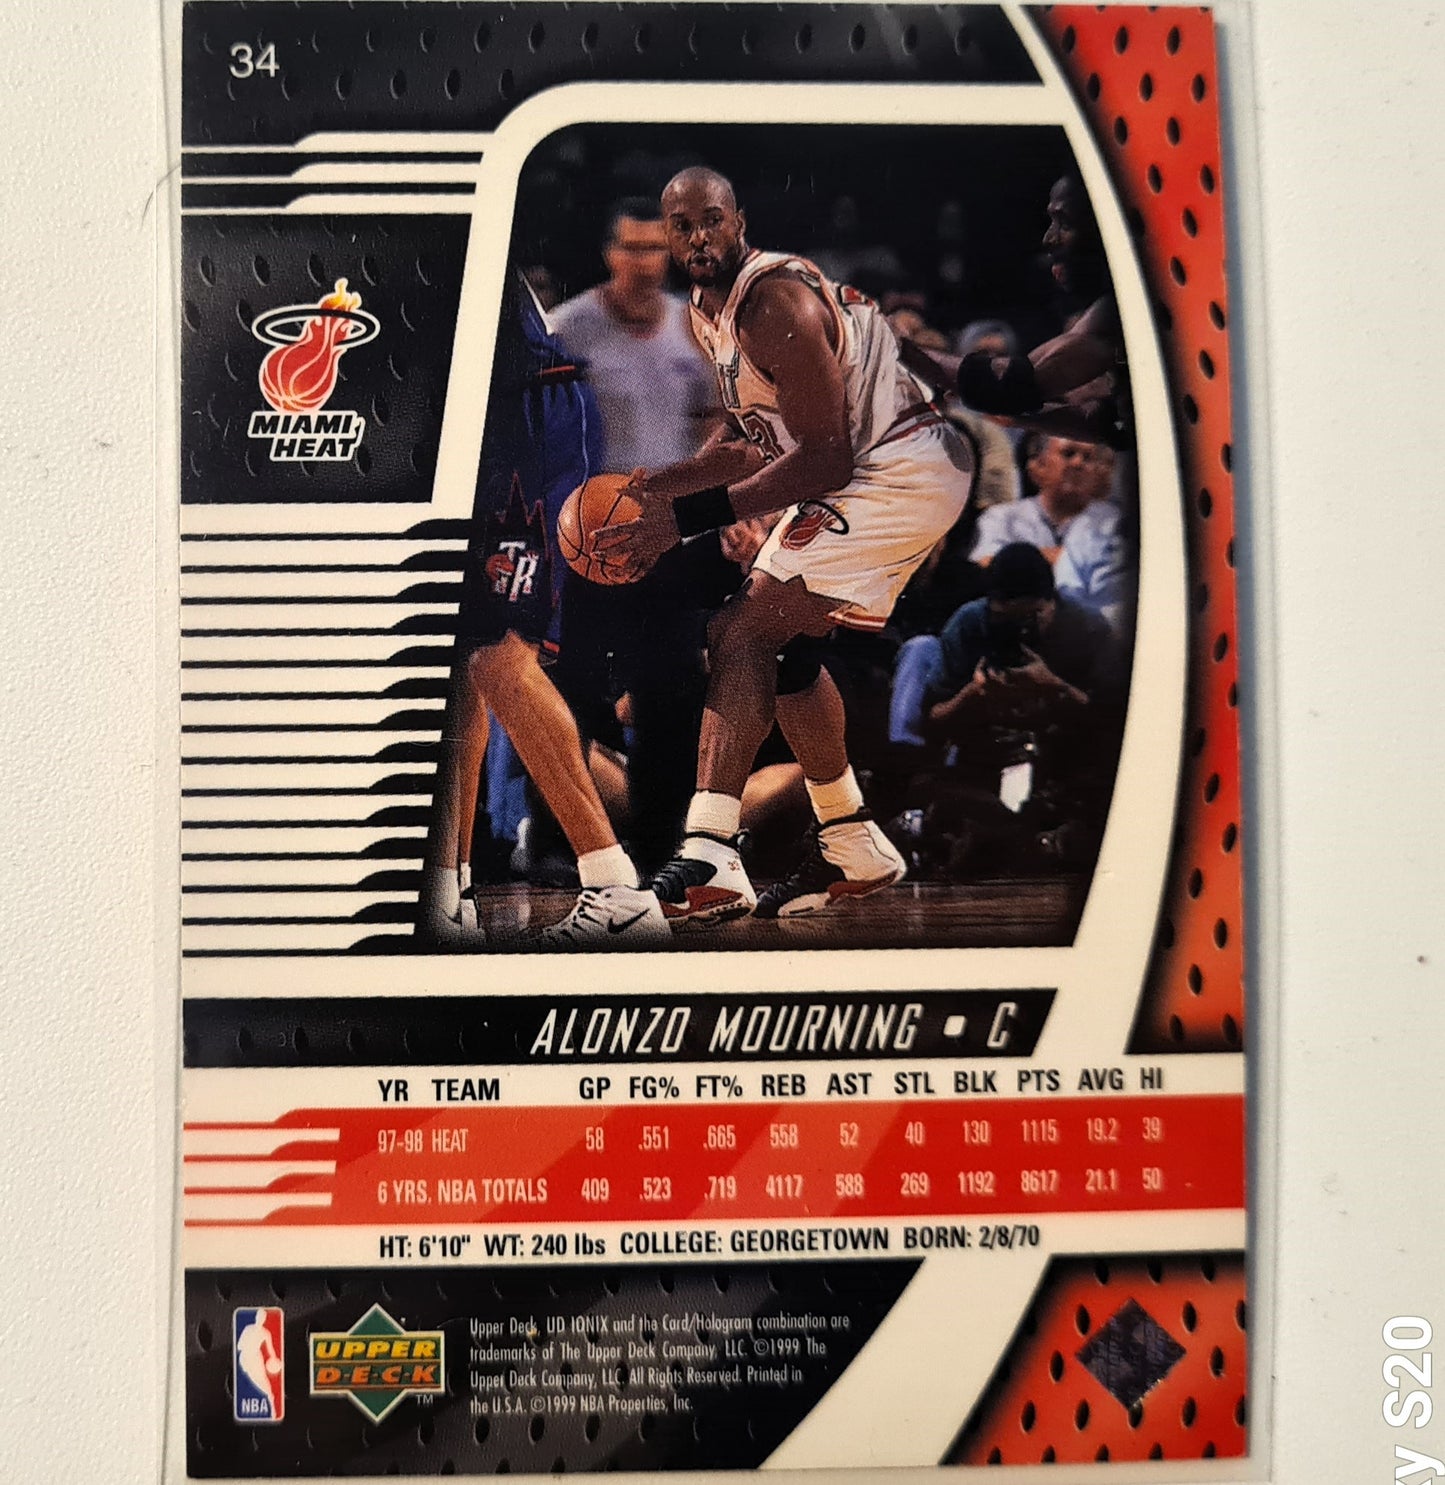 34
MIAMI
HEAT
TR
ALONZO MOURNING • C
YR TEAM GP FG% FT% REB AST STL BLK PTS AVG HI
97-98 HEAT 58 .551 .665 558 52 40 130 1115 19.2 39
6 YRS. NBA TOTALS 409 .523 .719 4117 588 269 1192 8617 21.1 50
HT: 6'10" WT: 240 lbs COLLEGE: GEORGETOWN BORN: 2/8/70
NBA
UPPER
D·E·C·K
TM
Upper Deck, UD IONIX and the Card/Hologram combination are
trademarks of The Upper Deck Company, LLC. ©1999 The
Upper Deck Company, LLC. All Rights Reserved. Printed in
the U.S.A. ©1999 NBA Properties, Inc.
S20